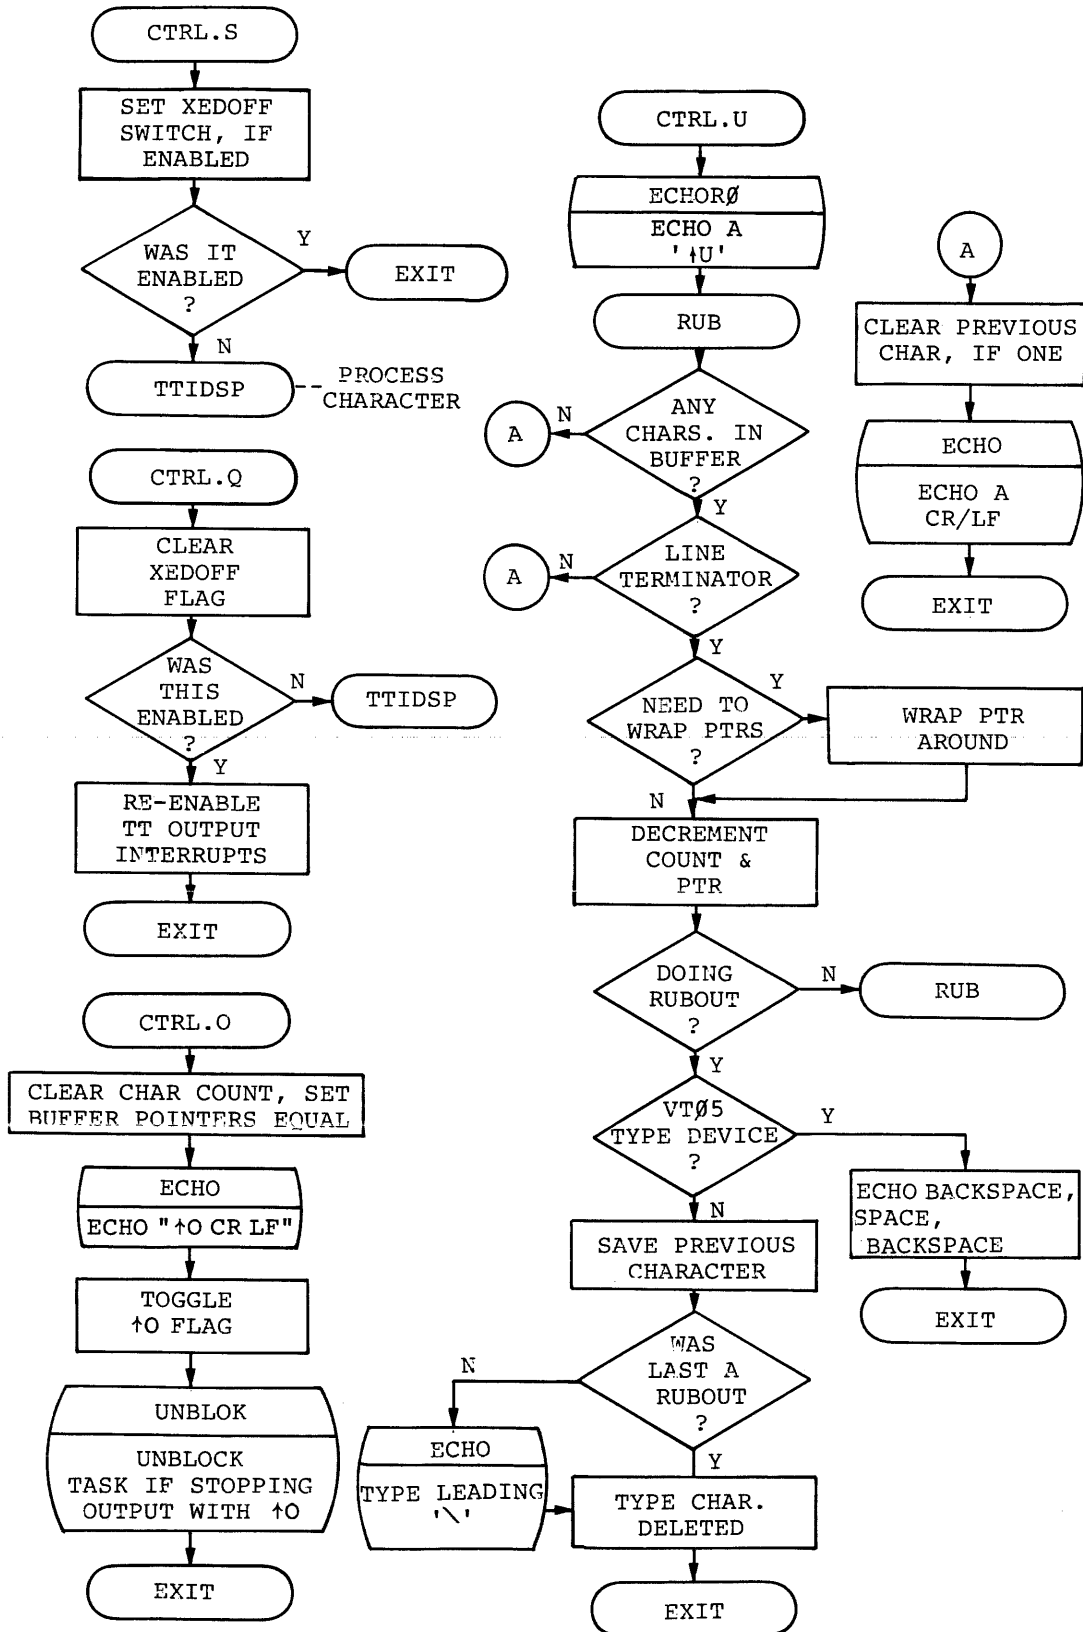 CTRL.S
SET XEDOFF
SWITCH, IF
ENABLED
WAS IT
ENABLED
?
Y
EXIT
N
TTIDSP
-- PROCESS
CHARACTER
CTRL.Q
CLEAR
XEDOFF
FLAG
WAS
THIS
ENABLED
?
N
TTIDSP
Y
RE-ENABLE
TT OUTPUT
INTERRUPTS
EXIT
CTRL.O
CLEAR CHAR COUNT, SET
BUFFER POINTERS EQUAL
ECHO
ECHO "↑O CR LF"
TOGGLE
↑O FLAG
UNBLOK
UNBLOCK
TASK IF STOPPING
OUTPUT WITH ↑O
EXIT
CTRL.U
ECHORØ
ECHO A
'↑U'
RUB
ANY
CHARS. IN
BUFFER
?
N
A
Y
LINE
TERMINATOR
?
N
A
Y
NEED TO
WRAP PTRS
?
Y
WRAP PTR
AROUND
N
DECREMENT
COUNT &
PTR
DOING
RUBOUT
?
N
RUB
Y
VTØ5
TYPE DEVICE
?
Y
ECHO BACKSPACE,
SPACE,
BACKSPACE
EXIT
N
SAVE PREVIOUS
CHARACTER
WAS
LAST A
RUBOUT
?
N
ECHO
TYPE LEADING
'\'
Y
TYPE CHAR.
DELETED
EXIT
A
CLEAR PREVIOUS
CHAR, IF ONE
ECHO
ECHO A
CR/LF
EXIT